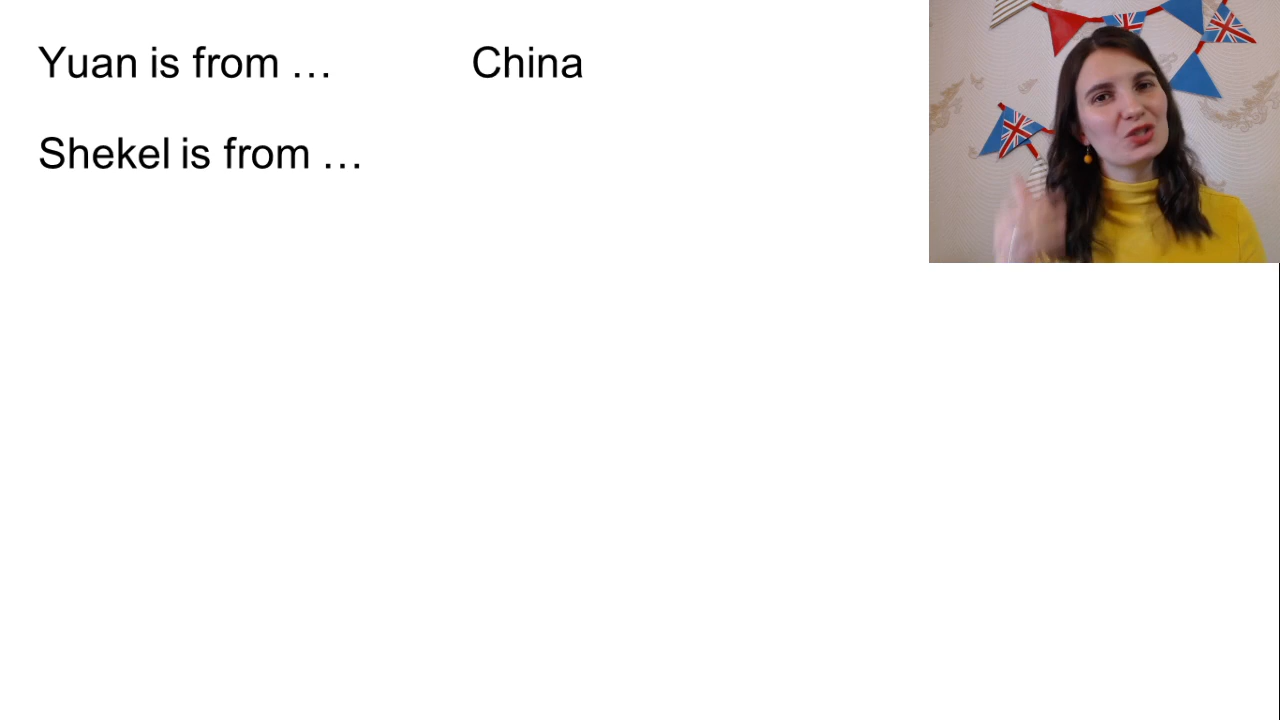 Yuan is from … China
Shekel is from …